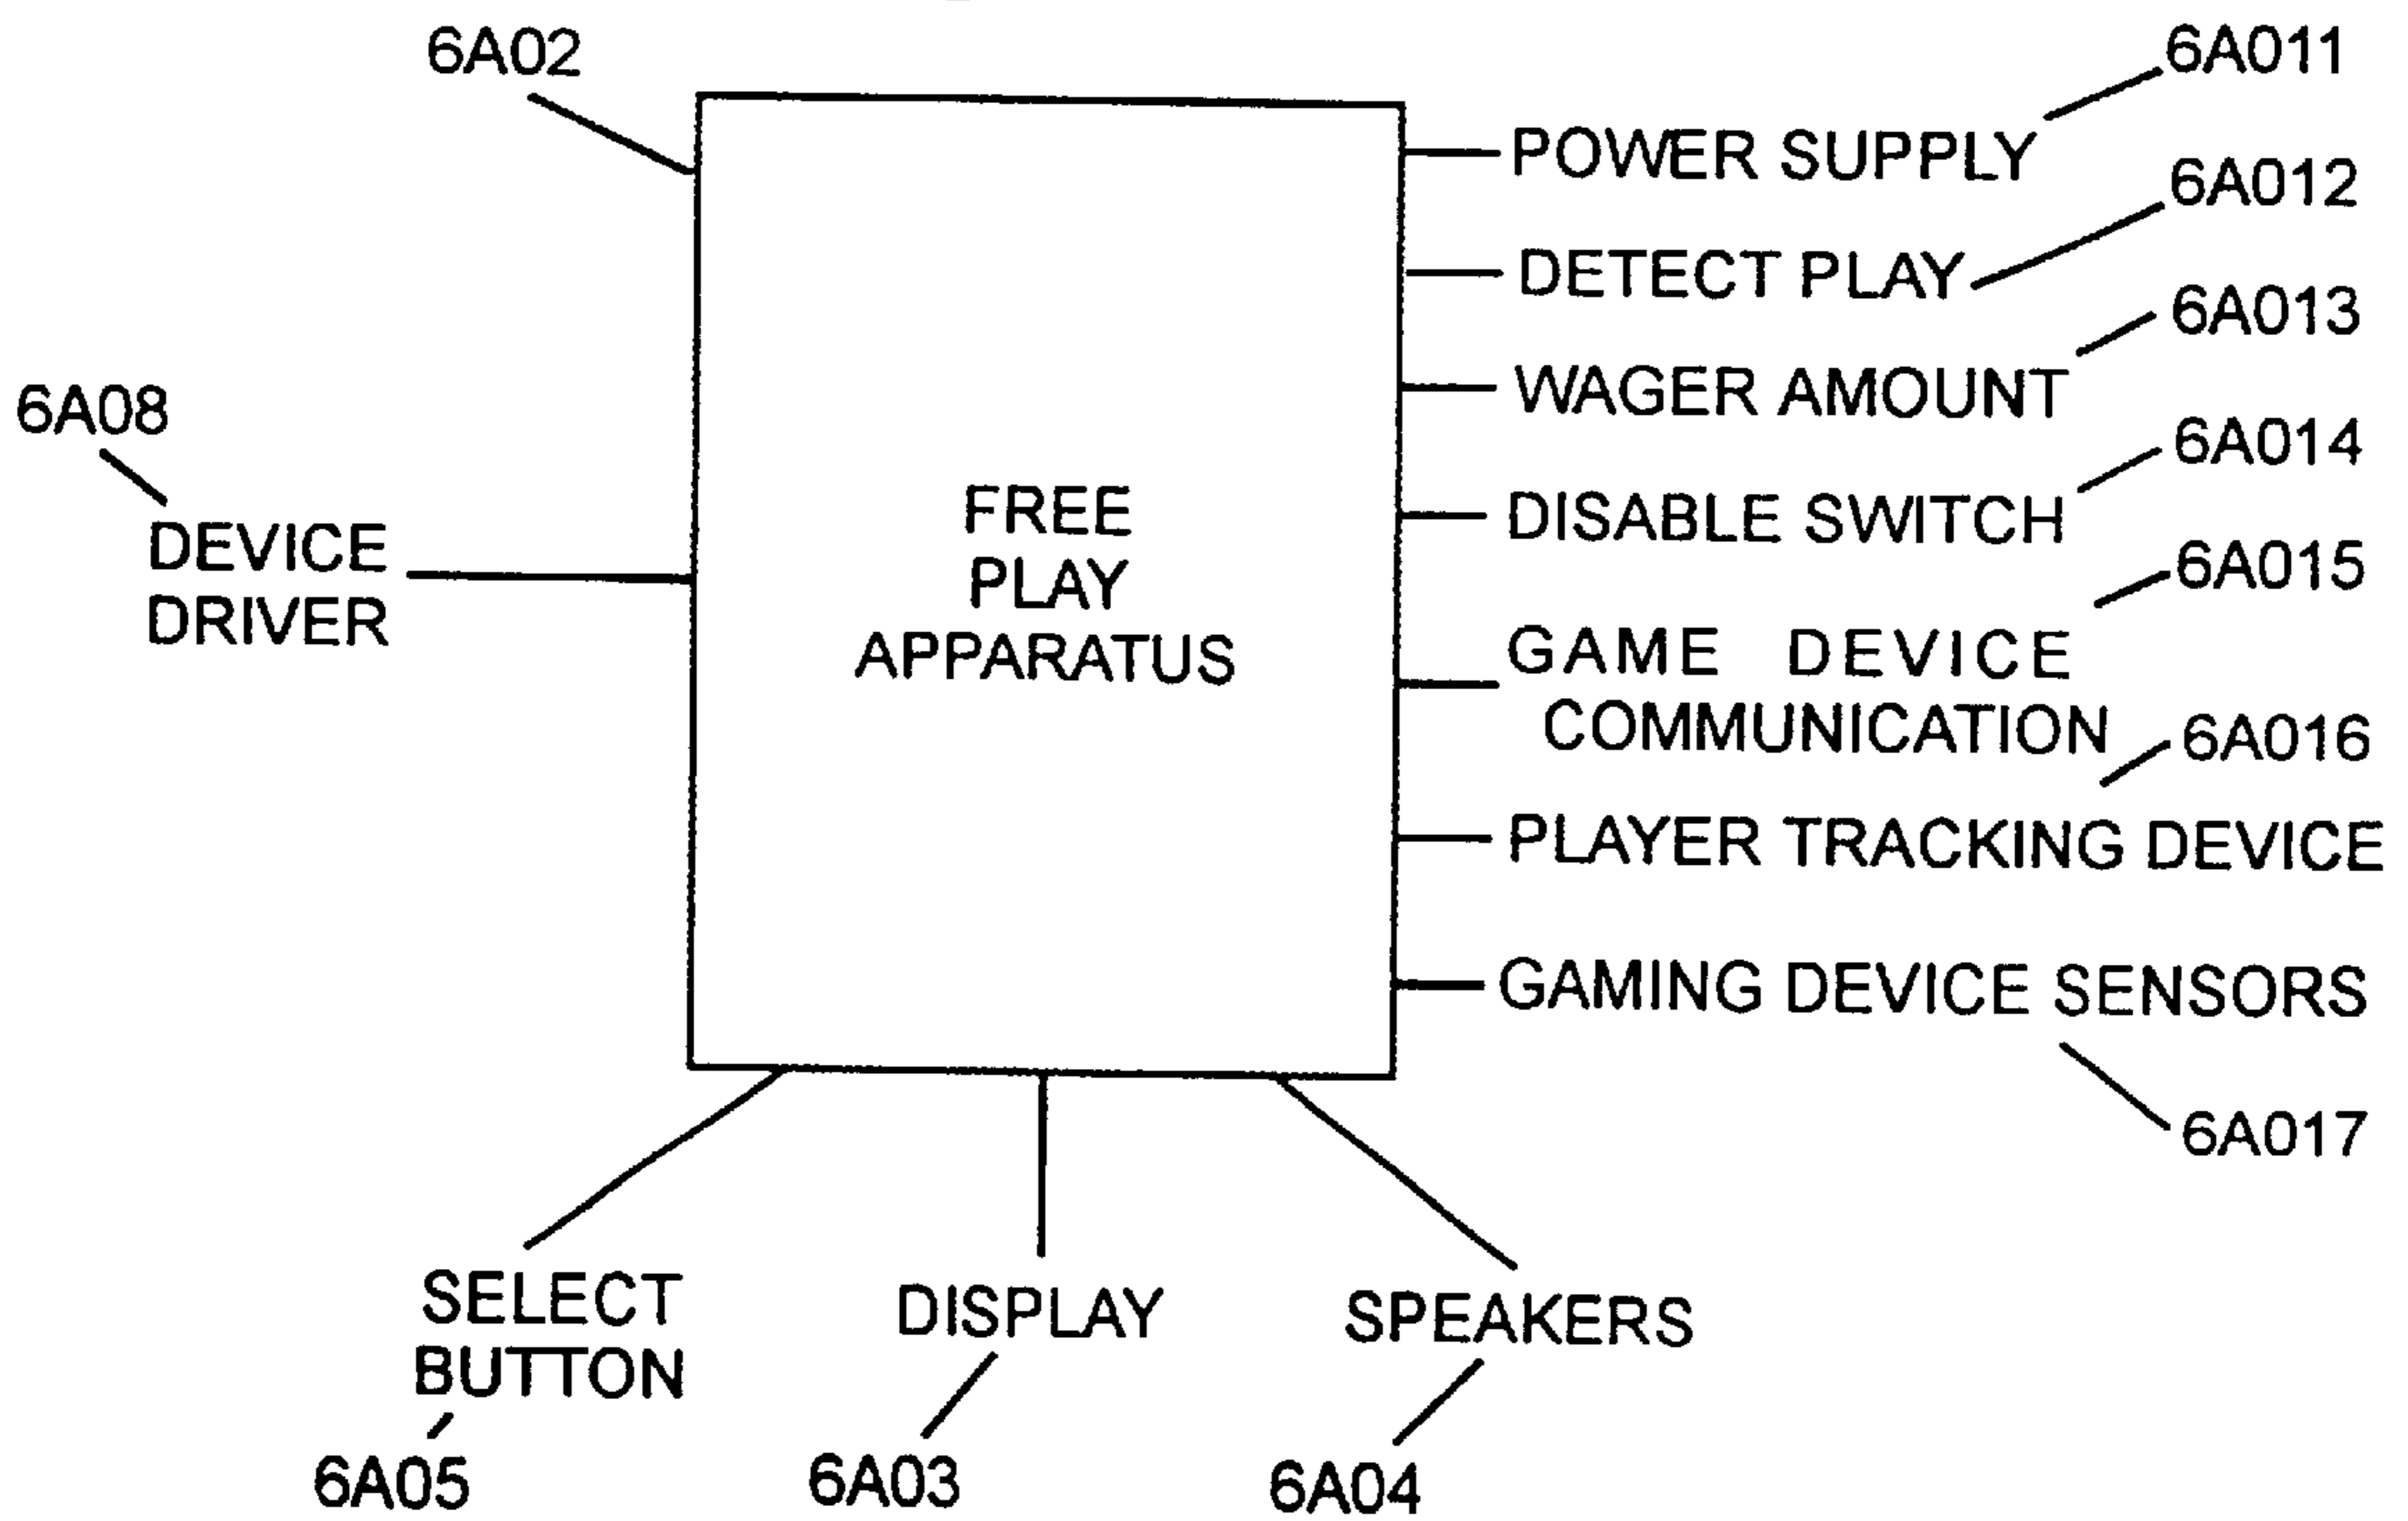 6A02
6A011
POWER SUPPLY
6A012
DETECT PLAY
6A013
WAGER AMOUNT
6A014
DISABLE SWITCH
6A015
GAME DEVICE
COMMUNICATION
6A016
PLAYER TRACKING DEVICE
GAMING DEVICE SENSORS
6A017
6A08
DEVICE
DRIVER
FREE
PLAY
APPARATUS
SELECT
BUTTON
6A05
DISPLAY
6A03
SPEAKERS
6A04